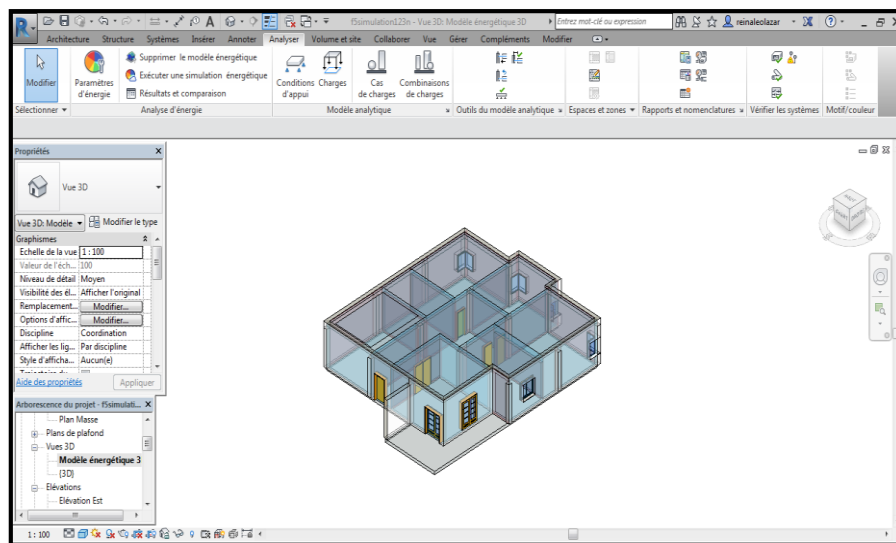 f5simulation123n - Vue 3D: Modèle énergétique 3D
Entrez mot-clé ou expression
reinaleolazar
Architecture Structure Systèmes Insérer Annoter Analyser Volume et site Collaborer Vue Gérer Compléments Modifier
Modifier
Paramètres d'énergie
Supprimer le modèle énergétique
Exécuter une simulation énergétique
Résultats et comparaison
Conditions d'appui
Charges
Cas de charges
Combinaisons de charges
Sélectionner Analyse d'énergie Modèle analytique Outils du modèle analytique Espaces et zones Rapports et nomenclatures Vérifier les systèmes Motif/couleur
Propriétés X
Vue 3D
Vue 3D: Modèle Modifier le type
Graphismes
Echelle de la vue 1 : 100
Valeur de l'éch... 100
Niveau de détail Moyen
Visibilité des él... Afficher l'original
Remplacement... Modifier...
Options d'affic... Modifier...
Discipline Coordination
Afficher les lig... Par discipline
Style d'afficha... Aucun(e)
Aide des propriétés Appliquer
Arborescence du projet - f5simulati... X
Plan Masse
Plans de plafond
Vues 3D
Modèle énergétique 3
{3D}
Elévations
Elévation Est
1 : 100